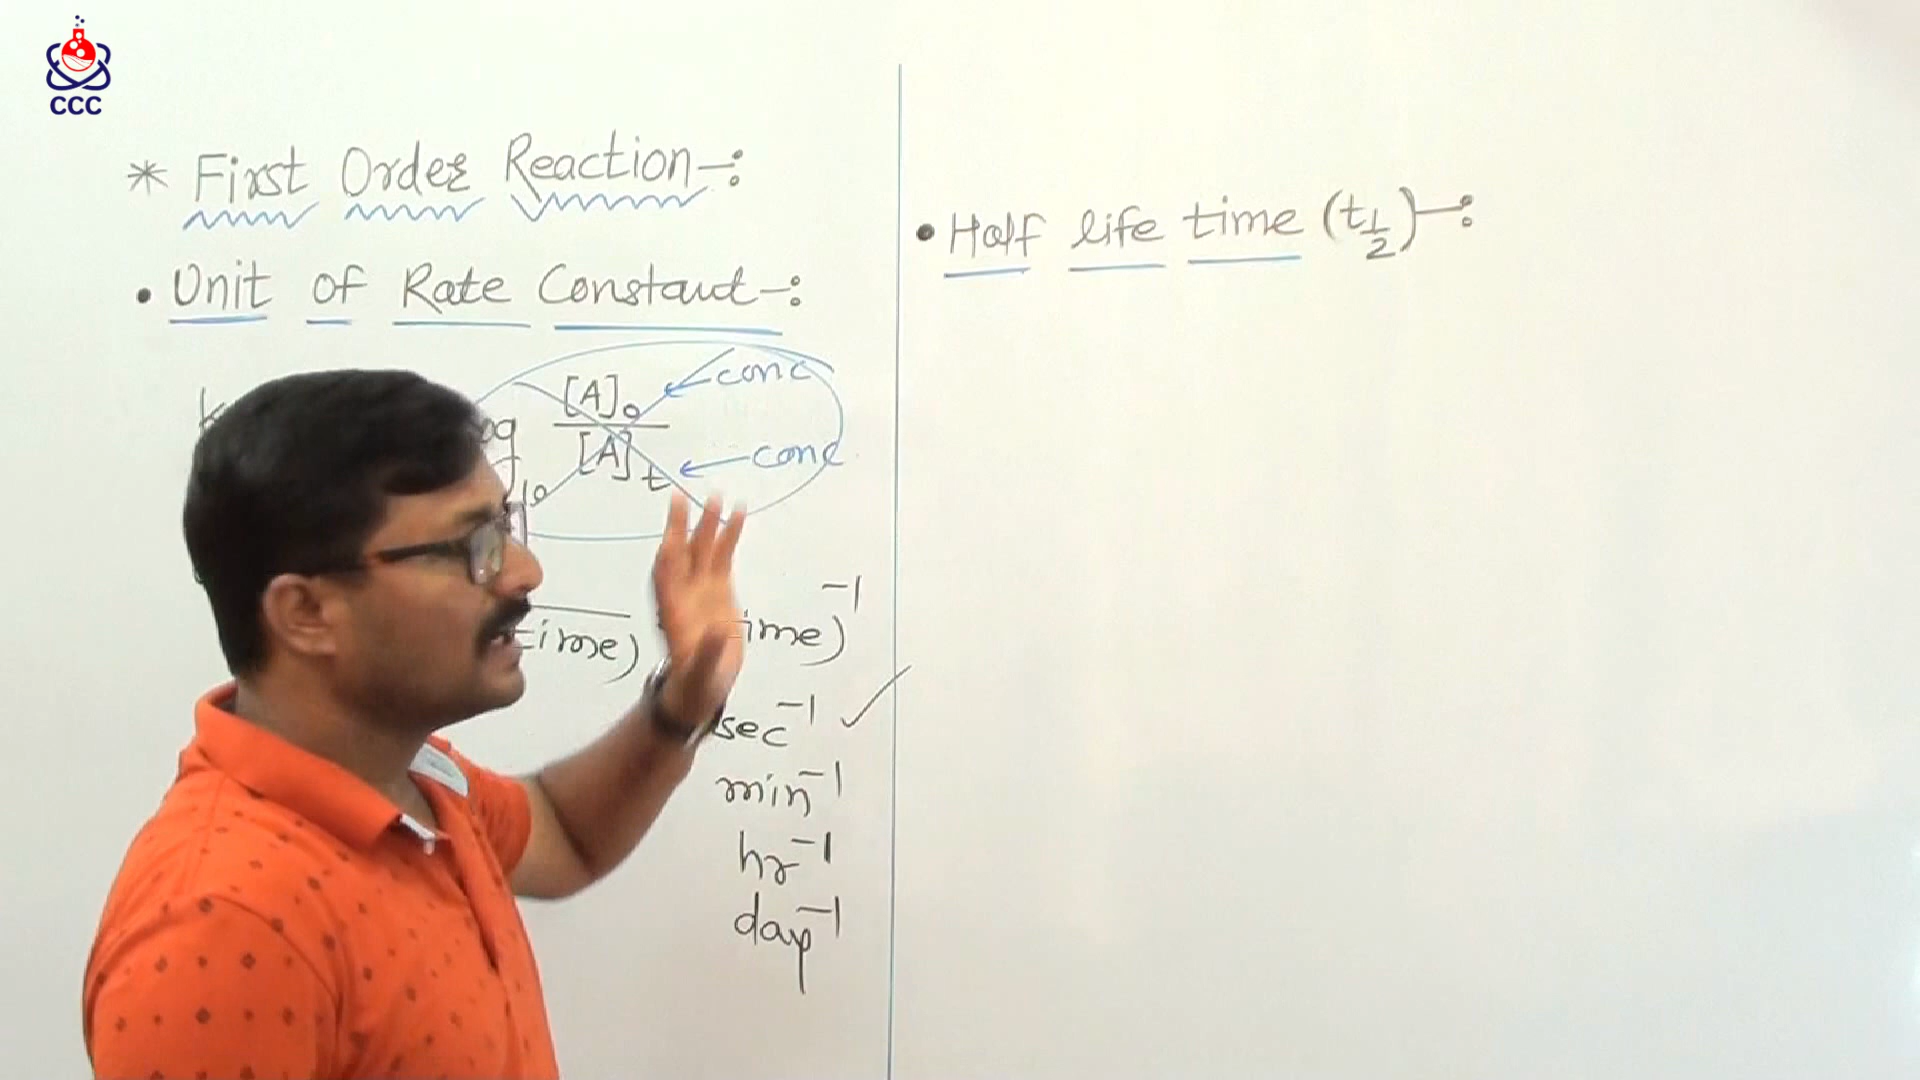 CCC
* First Order Reaction-:
• Unit of Rate Constant-:
K
[A]₀ ← conc
log₁₀
[A]t ← conc
time) time)⁻¹
sec⁻¹ ✓
min⁻¹
hr⁻¹
day⁻¹
• Half life time (t½)-: